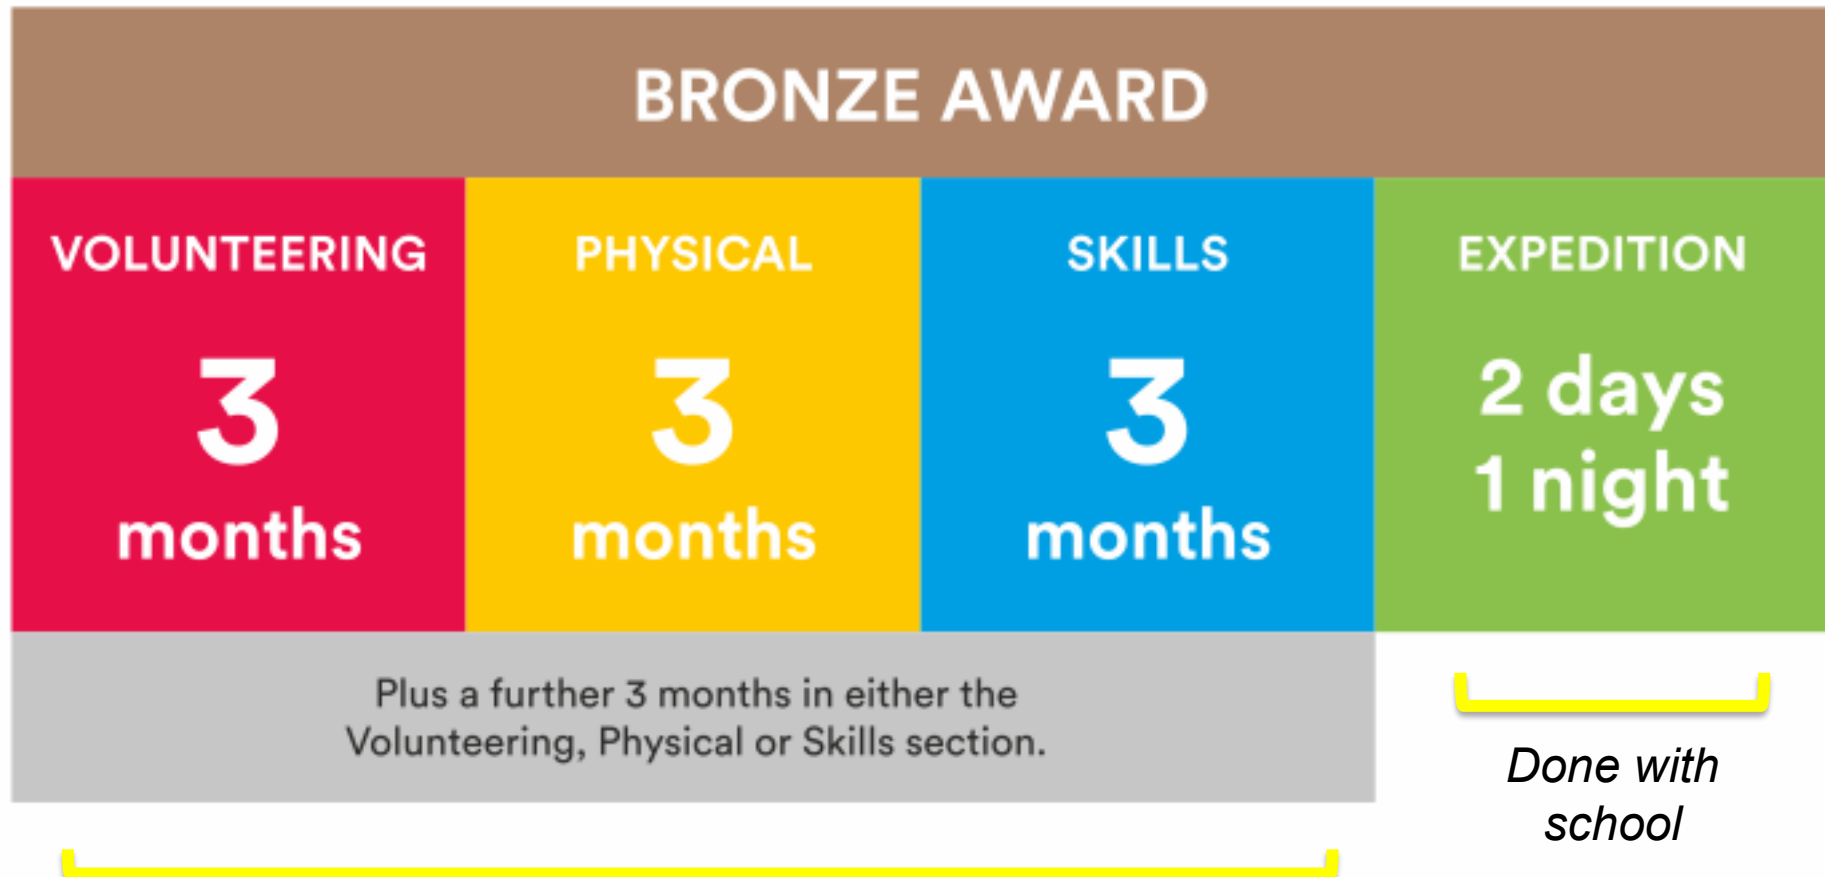 BRONZE AWARD
VOLUNTEERING
3
months
PHYSICAL
3
months
SKILLS
3
months
EXPEDITION
2 days
1 night
Plus a further 3 months in either the
Volunteering, Physical or Skills section.
Done with
school